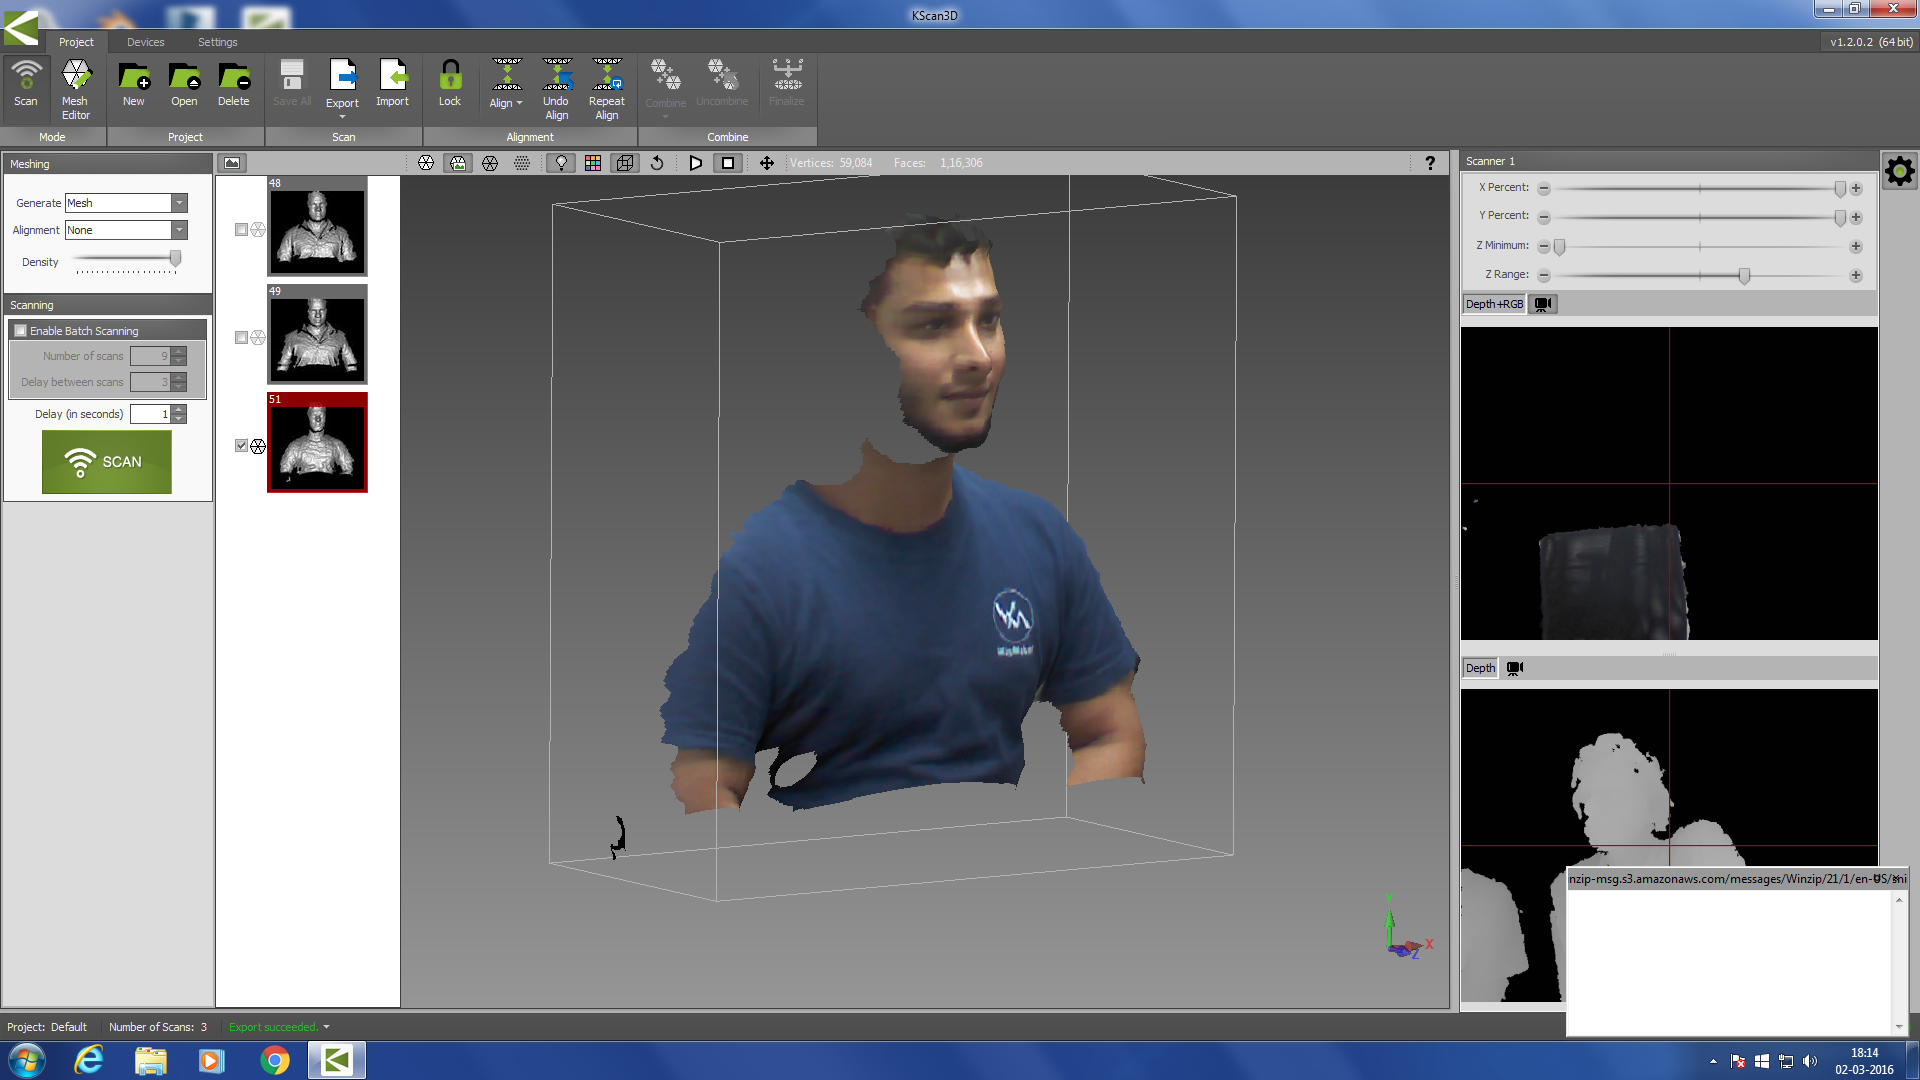 KScan3D
Project Devices Settings
v1.2.0.2 (64 bit)
Scan
Mesh Editor
New
Open
Delete
Save All
Export
Import
Lock
Align
Undo Align
Repeat Align
Combine
Uncombine
Finalize
Mode
Project
Scan
Alignment
Combine
Meshing
Generate Mesh
Alignment None
Density
Scanning
Enable Batch Scanning
Number of scans 9
Delay between scans 3
Delay (in seconds) 1
SCAN
48
49
51
Vertices: 59,084 Faces: 1,16,306
?
Y
X
Z
Scanner 1
X Percent:
Y Percent:
Z Minimum:
Z Range:
Depth+RGB
Depth
nzip-msg.s3.amazonaws.com/messages/Winzip/21/1/en-US/
Project: Default Number of Scans: 3 Export succeeded.
18:14
02-03-2016